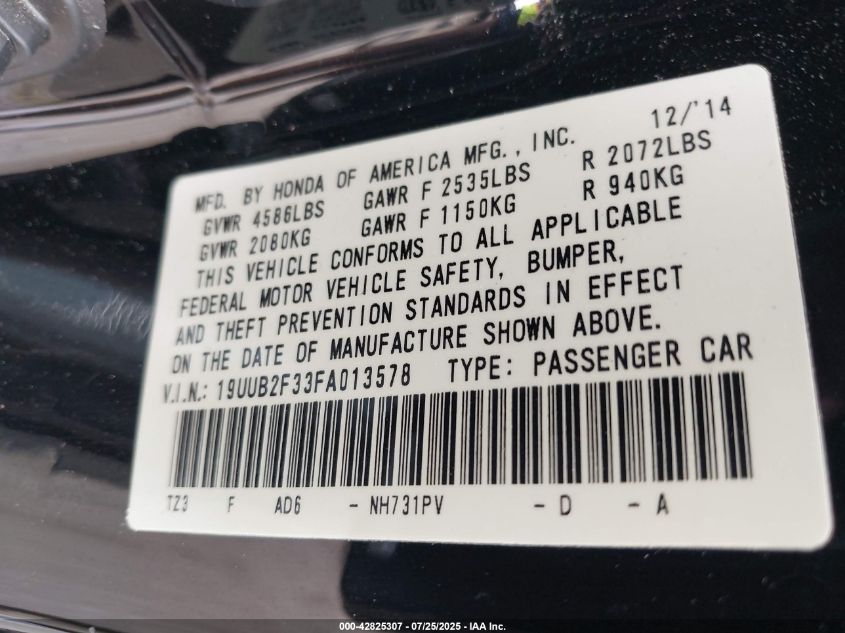 12/'14
MFD. BY HONDA OF AMERICA MFG., INC.
GVWR 4586LBS GAWR F 2535LBS R 2072LBS
GVWR 2080KG GAWR F 1150KG R 940KG
THIS VEHICLE CONFORMS TO ALL APPLICABLE
FEDERAL MOTOR VEHICLE SAFETY, BUMPER,
AND THEFT PREVENTION STANDARDS IN EFFECT
ON THE DATE OF MANUFACTURE SHOWN ABOVE.
V.I.N.: 19UUB2F33FA013578 TYPE: PASSENGER CAR
TZ3 F AD6 - NH731PV - D - A
000-42825307 - 07/25/2025 - IAA Inc.